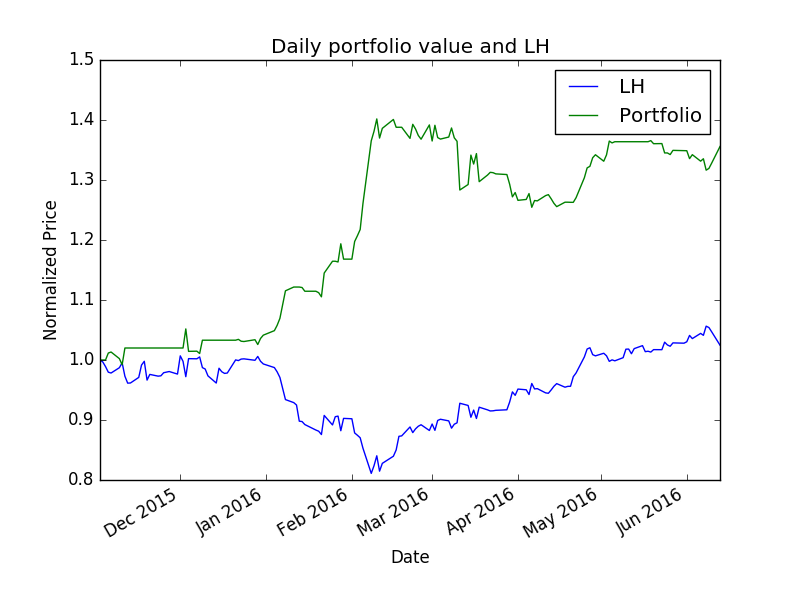 Daily portfolio value and LH
LH
Portfolio
Normalized Price
1.5
1.4
1.3
1.2
1.1
1.0
0.9
0.8
Dec 2015
Jan 2016
Feb 2016
Mar 2016
Apr 2016
May 2016
Jun 2016
Date